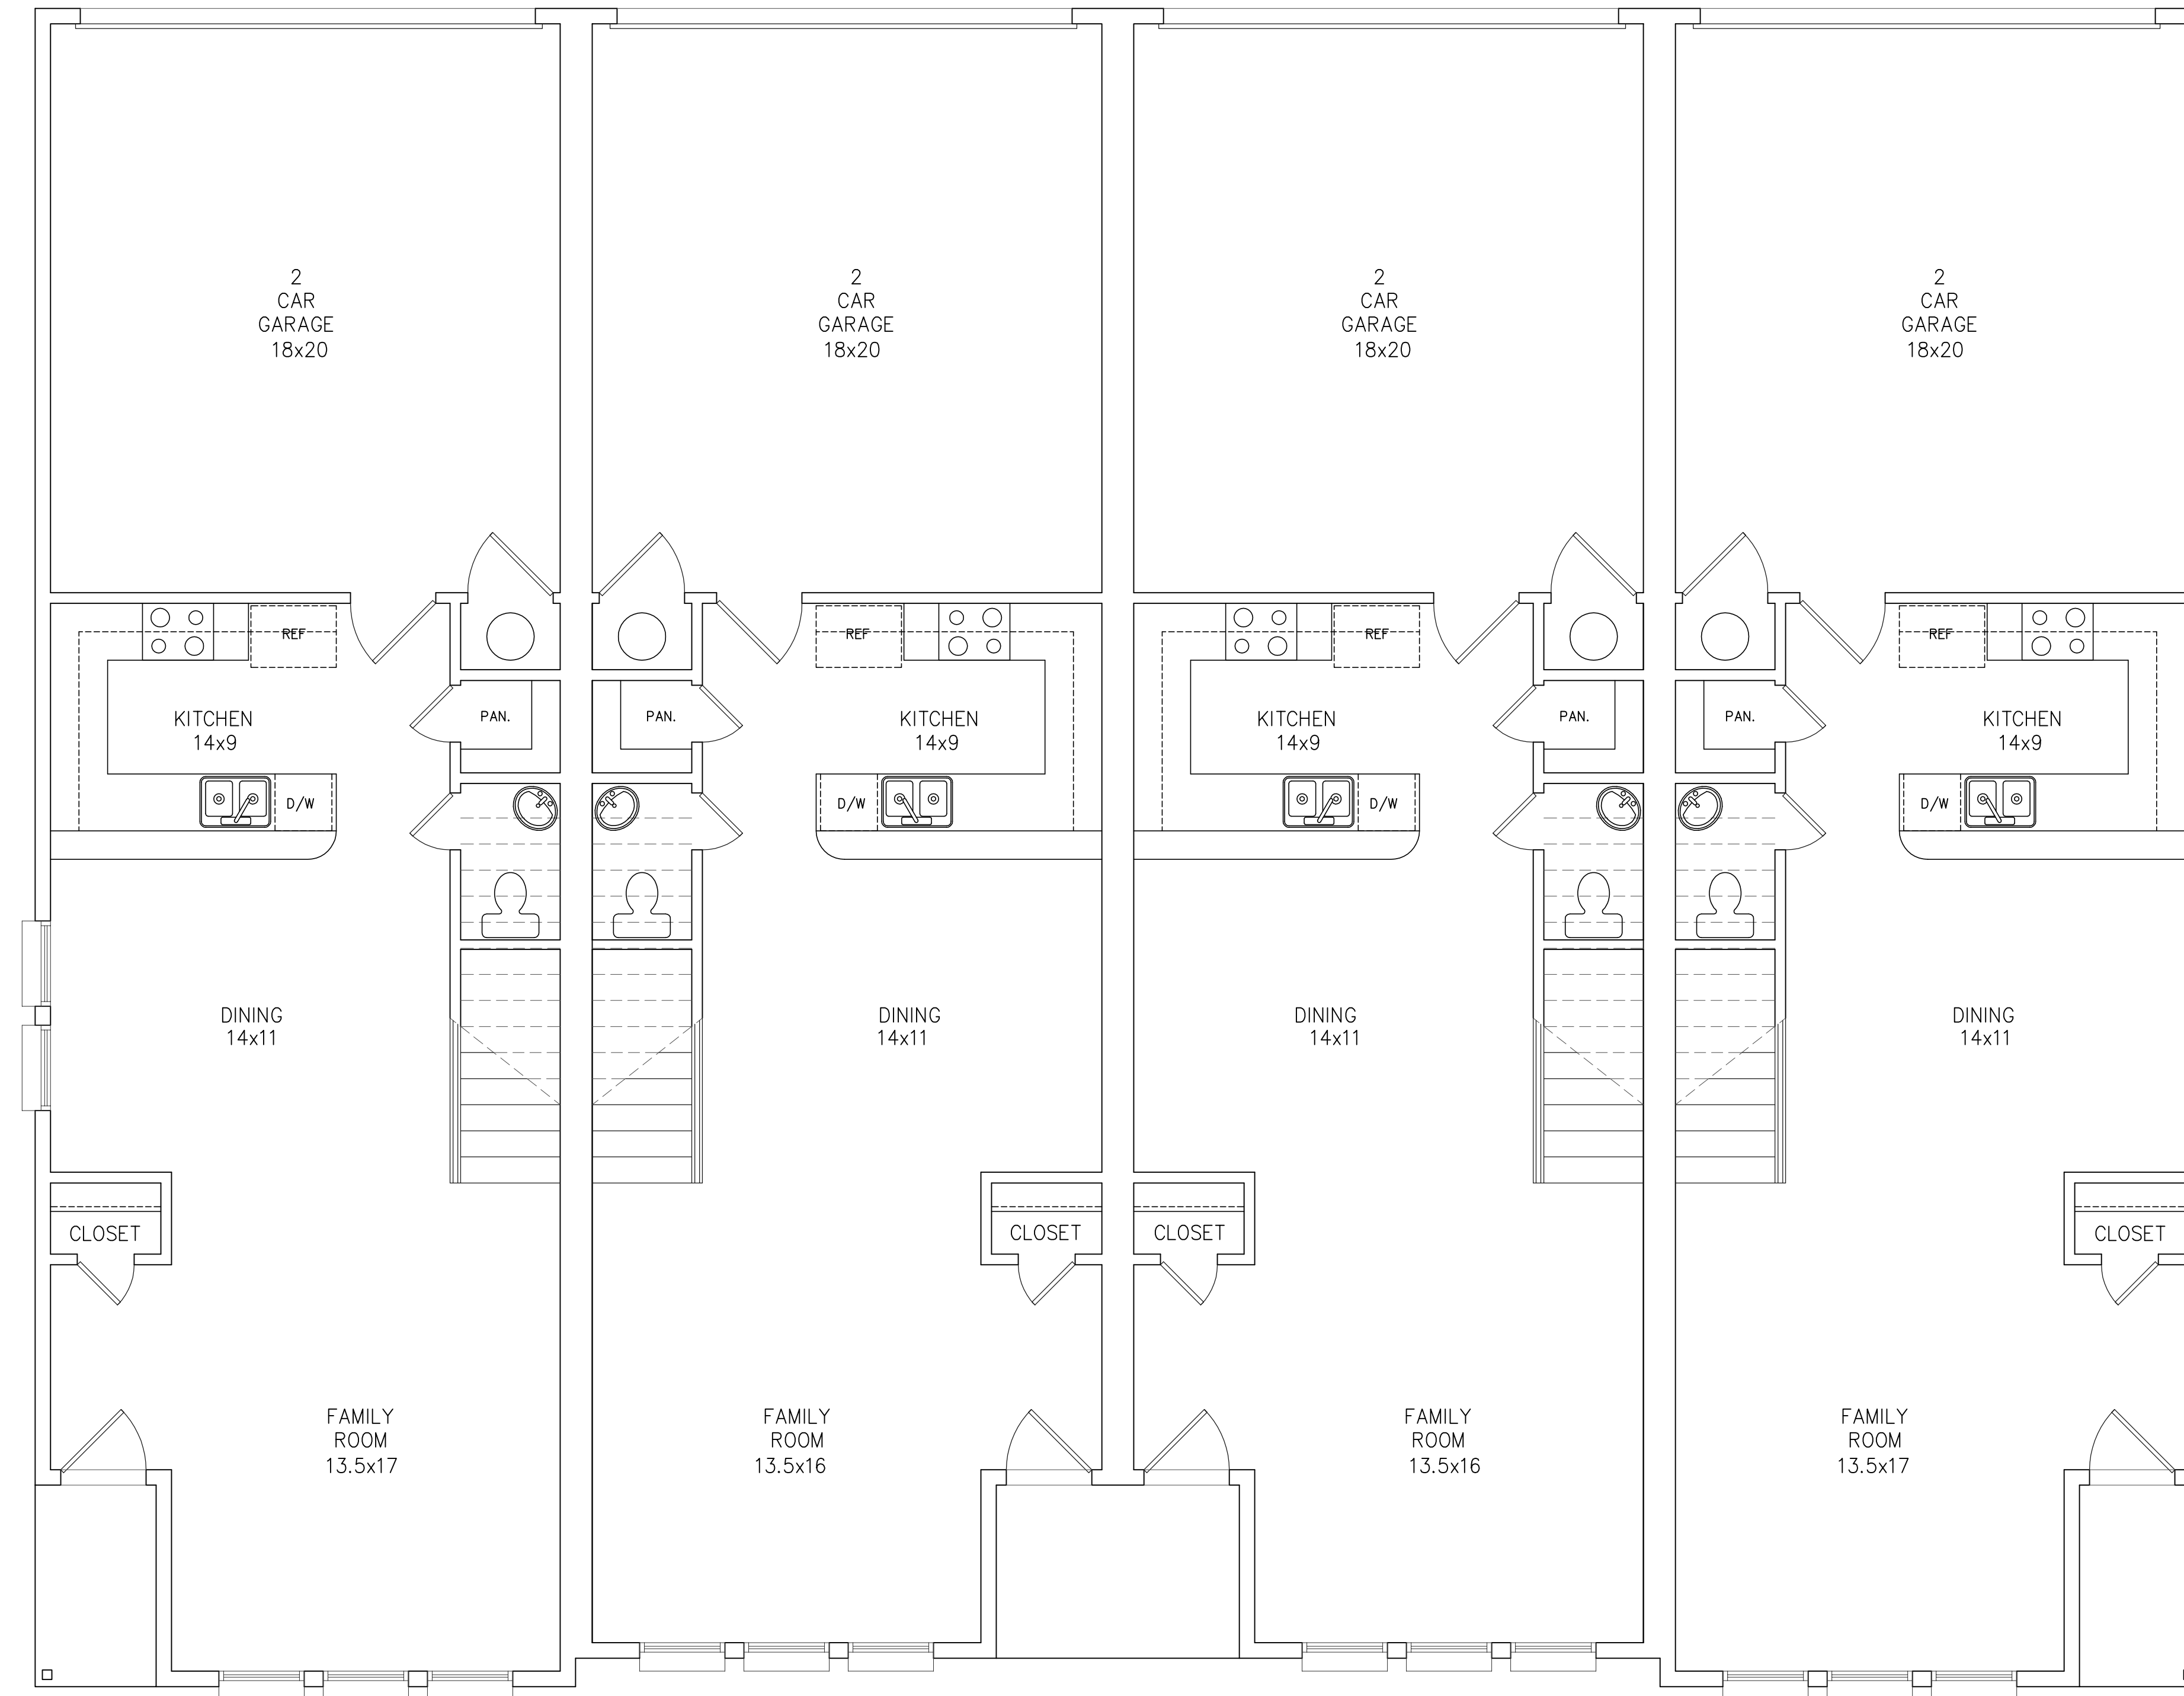 2
CAR
GARAGE
18x20
2
CAR
GARAGE
18x20
2
CAR
GARAGE
18x20
2
CAR
GARAGE
18x20
REF
REF
REF
REF
KITCHEN
14x9
PAN.
PAN.
KITCHEN
14x9
KITCHEN
14x9
PAN.
PAN.
KITCHEN
14x9
D/W
D/W
D/W
D/W
DINING
14x11
DINING
14x11
DINING
14x11
DINING
14x11
CLOSET
CLOSET
CLOSET
CLOSET
FAMILY
ROOM
13.5x17
FAMILY
ROOM
13.5x16
FAMILY
ROOM
13.5x16
FAMILY
ROOM
13.5x17